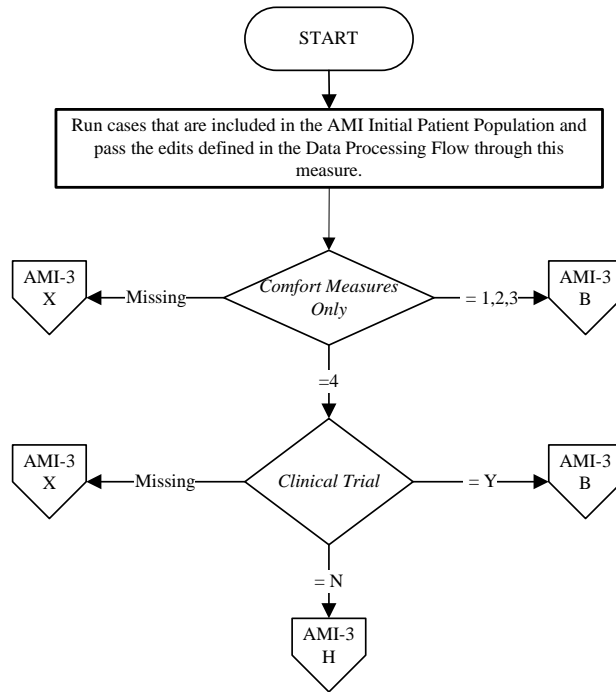 START
Run cases that are included in the AMI Initial Patient Population and
pass the edits defined in the Data Processing Flow through this
measure.
AMI-3
X
Missing
Comfort Measures
Only
= 1,2,3
AMI-3
B
=4
AMI-3
X
Missing
Clinical Trial
= Y
AMI-3
B
= N
AMI-3
H